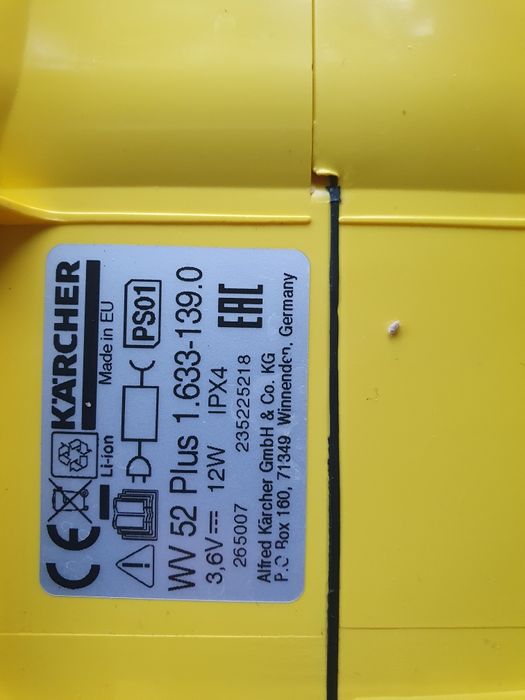 KÄRCHER
Li-ion Made in EU
PS01
WV 52 Plus 1.633-139.0
3,6V 12W IPX4 EAC
265007 235225218
Alfred Kärcher GmbH & Co. KG
P.O Box 160, 71349 Winnenden, Germany